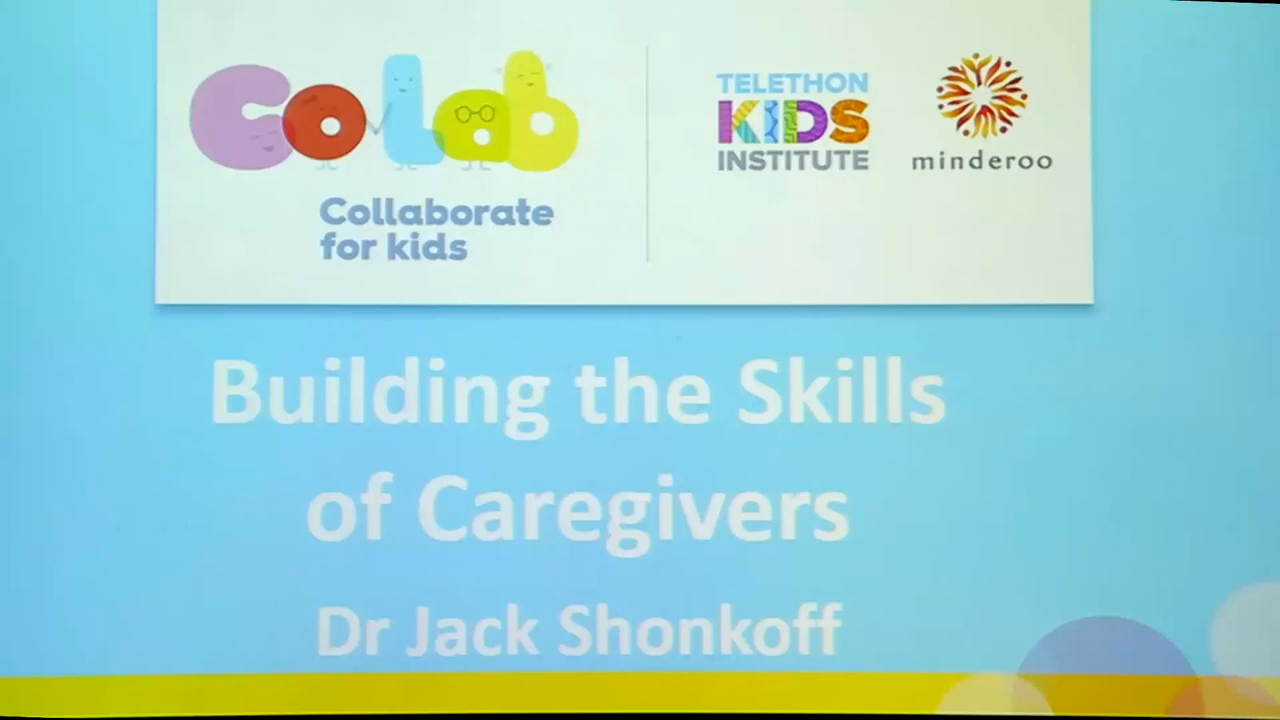 CoLab
Collaborate
for kids
TELETHON
KIDS
INSTITUTE
minderoo
Building the Skills
of Caregivers
Dr Jack Shonkoff